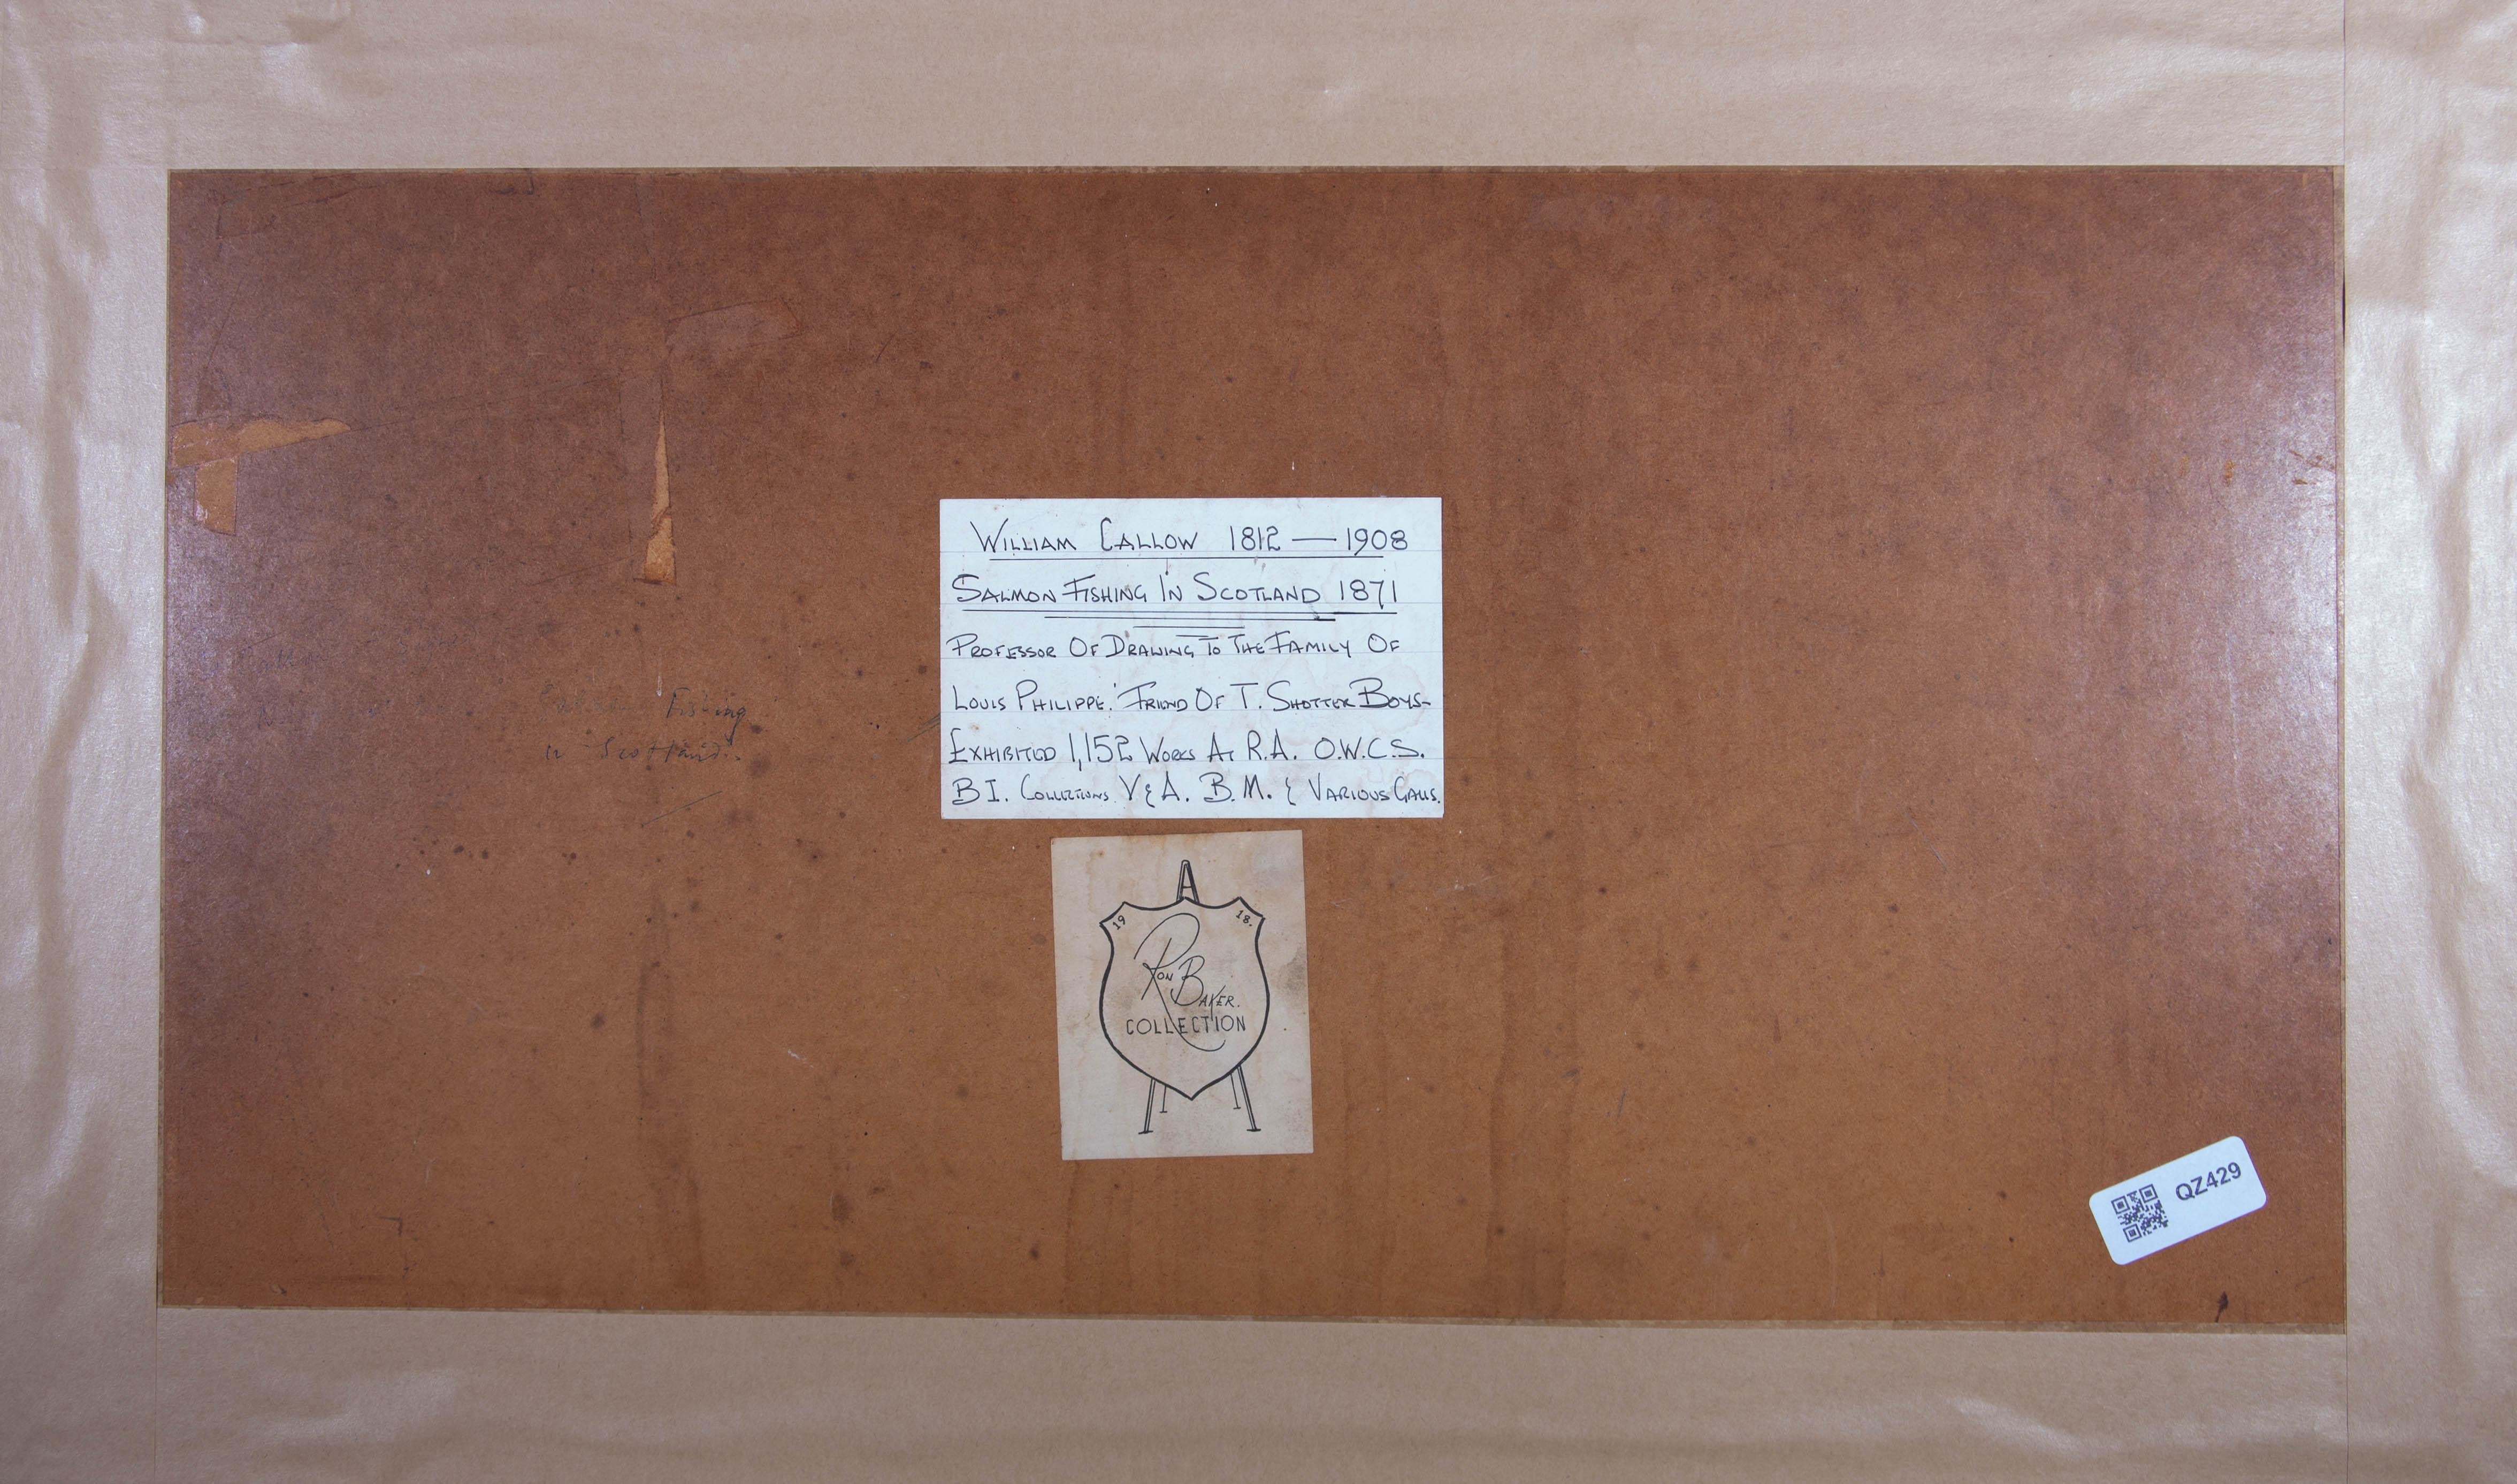 WILLIAM CALLOW 1812 — 1908
SALMON FISHING IN SCOTLAND 1871
PROFESSOR OF DRAWING TO THE FAMILY OF
LOUIS PHILIPPE. FRIEND OF T. SHOTTER BOYS-
EXHIBITED 1,152 WORKS AT R.A. O.W.C.S.
B I. COLLECTIONS. V & A. B.M. & VARIOUS GALLS.
Fishing
Scotland.
19 18.
RON BAKER.
COLLECTION
QZ429